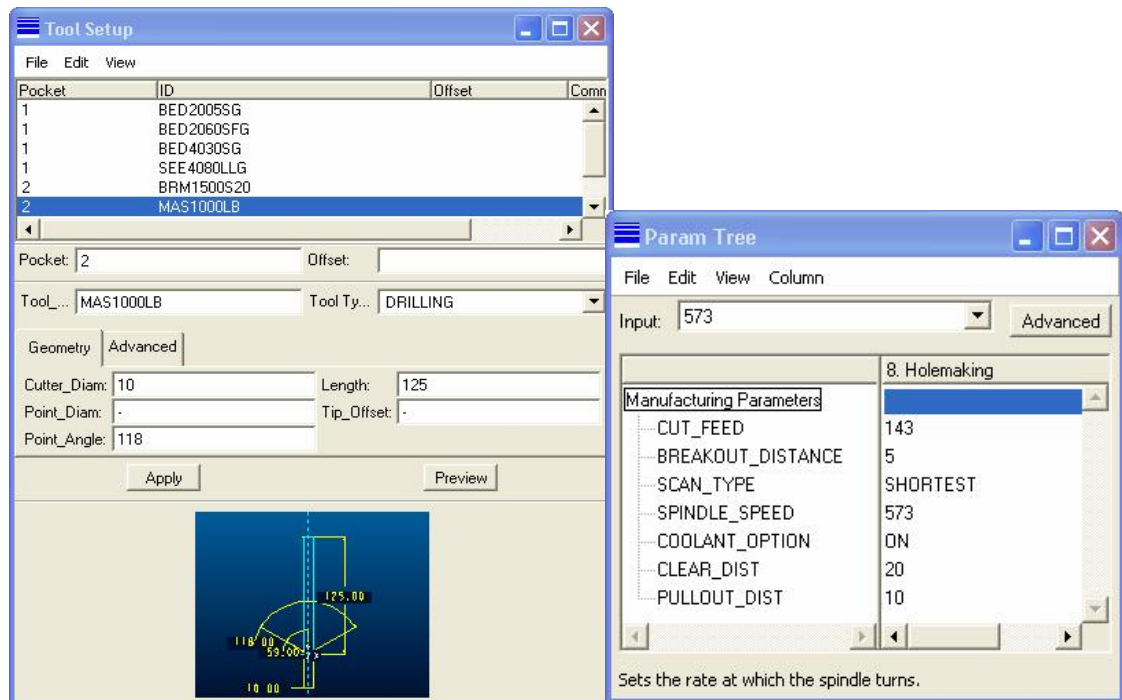 Tool Setup
File Edit View
Pocket ID Offset Comn
1 BED2005SG
1 BED2060SFG
1 BED4030SG
1 SEE4080LLG
2 BRM1500S20
2 MAS1000LB
Pocket: 2 Offset:
Tool_... MAS1000LB Tool Ty... DRILLING
Geometry Advanced
Cutter_Diam: 10 Length: 125
Point_Diam: - Tip_Offset: -
Point_Angle: 118
Apply Preview
125.00
118.00
59.00
10.00
Param Tree
File Edit View Column
Input: 573 Advanced
8. Holemaking
Manufacturing Parameters
CUT_FEED 143
BREAKOUT_DISTANCE 5
SCAN_TYPE SHORTEST
SPINDLE_SPEED 573
COOLANT_OPTION ON
CLEAR_DIST 20
PULLOUT_DIST 10
Sets the rate at which the spindle turns.